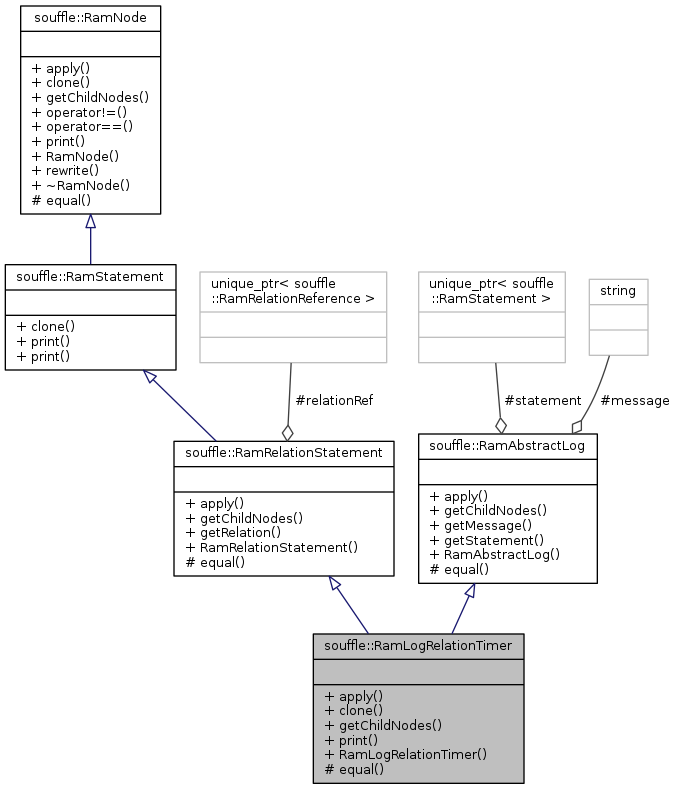 souffle::RamNode
+ apply()
+ clone()
+ getChildNodes()
+ operator!=()
+ operator==()
+ print()
+ RamNode()
+ rewrite()
+ ~RamNode()
# equal()
souffle::RamStatement
+ clone()
+ print()
+ print()
unique_ptr< souffle
::RamRelationReference >
unique_ptr< souffle
::RamStatement >
string
#relationRef
#statement
#message
souffle::RamRelationStatement
+ apply()
+ getChildNodes()
+ getRelation()
+ RamRelationStatement()
# equal()
souffle::RamAbstractLog
+ apply()
+ getChildNodes()
+ getMessage()
+ getStatement()
+ RamAbstractLog()
# equal()
souffle::RamLogRelationTimer
+ apply()
+ clone()
+ getChildNodes()
+ print()
+ RamLogRelationTimer()
# equal()